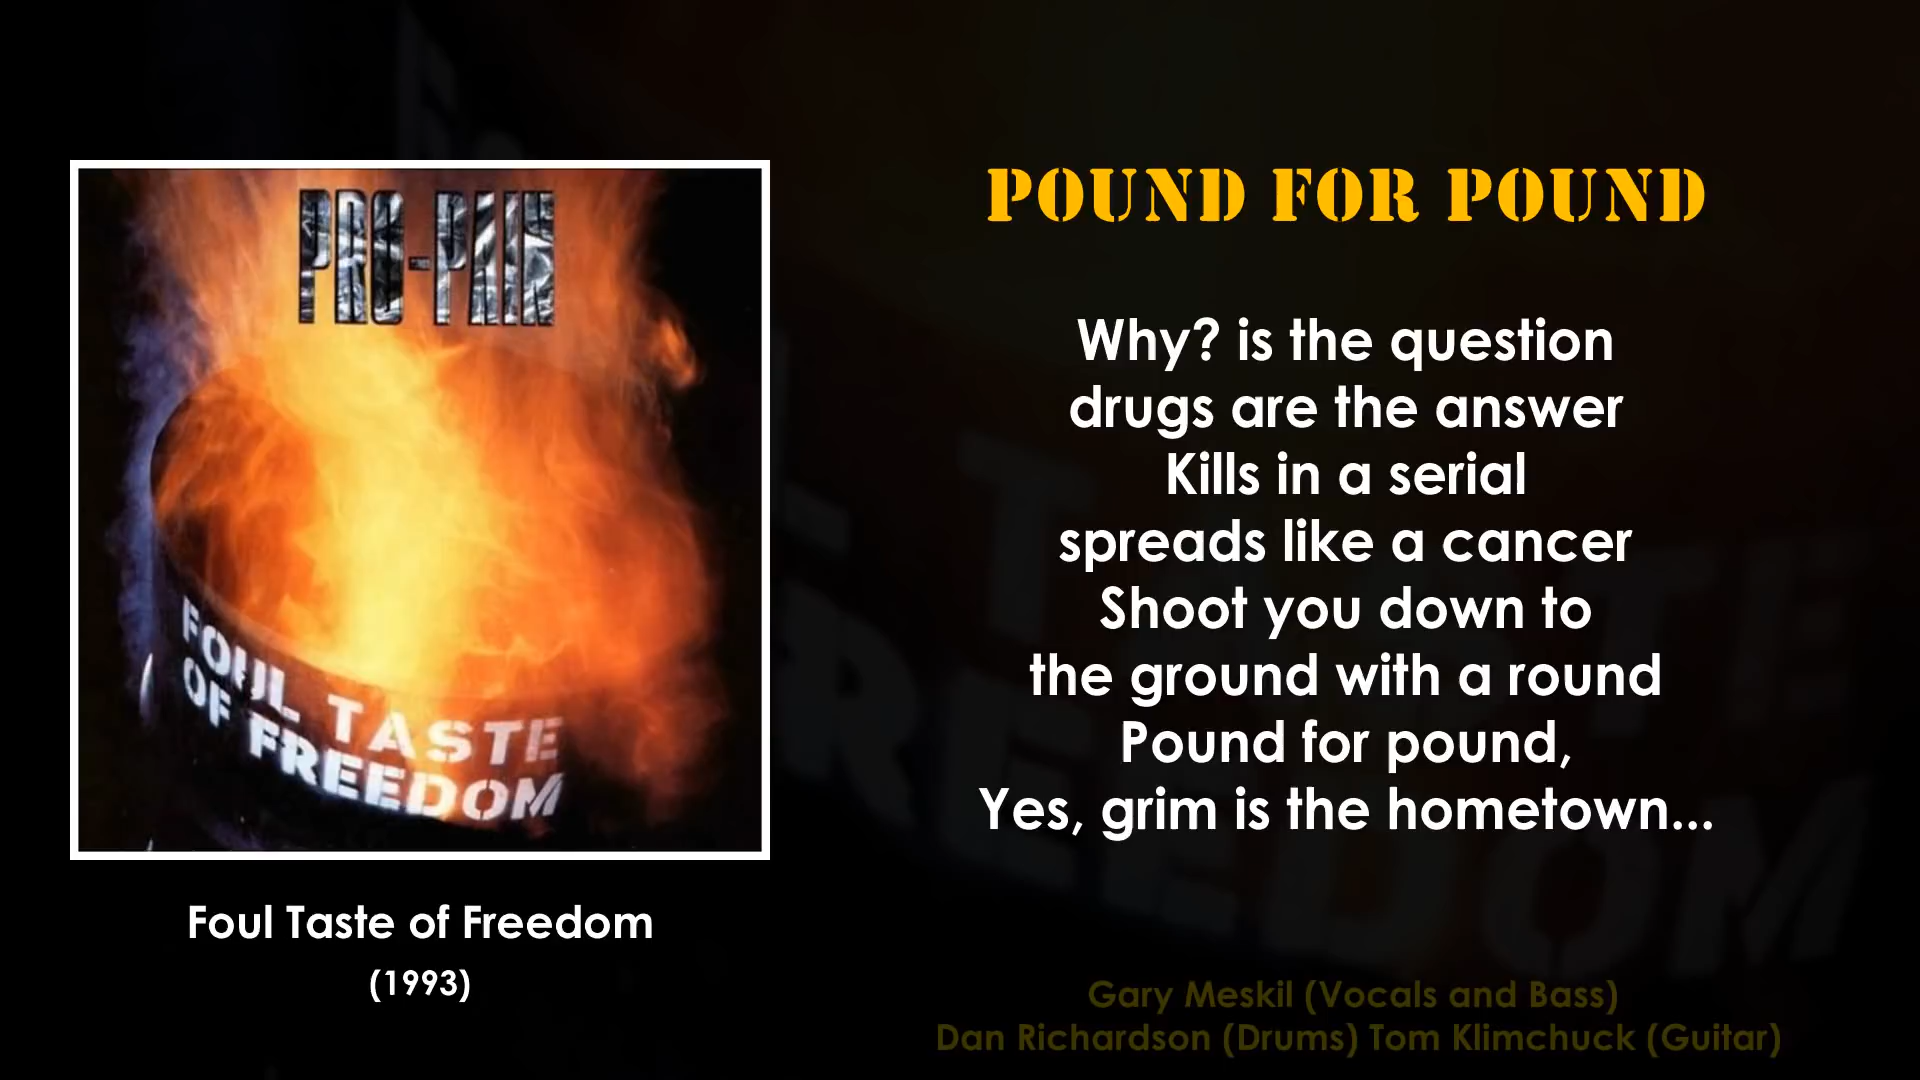 PRO-PAIN
FOUL TASTE
OF FREEDOM
Foul Taste of Freedom
(1993)
POUND FOR POUND
Why? is the question
drugs are the answer
Kills in a serial
spreads like a cancer
Shoot you down to
the ground with a round
Pound for pound,
Yes, grim is the hometown...
Gary Meskil (Vocals and Bass)
Dan Richardson (Drums) Tom Klimchuck (Guitar)